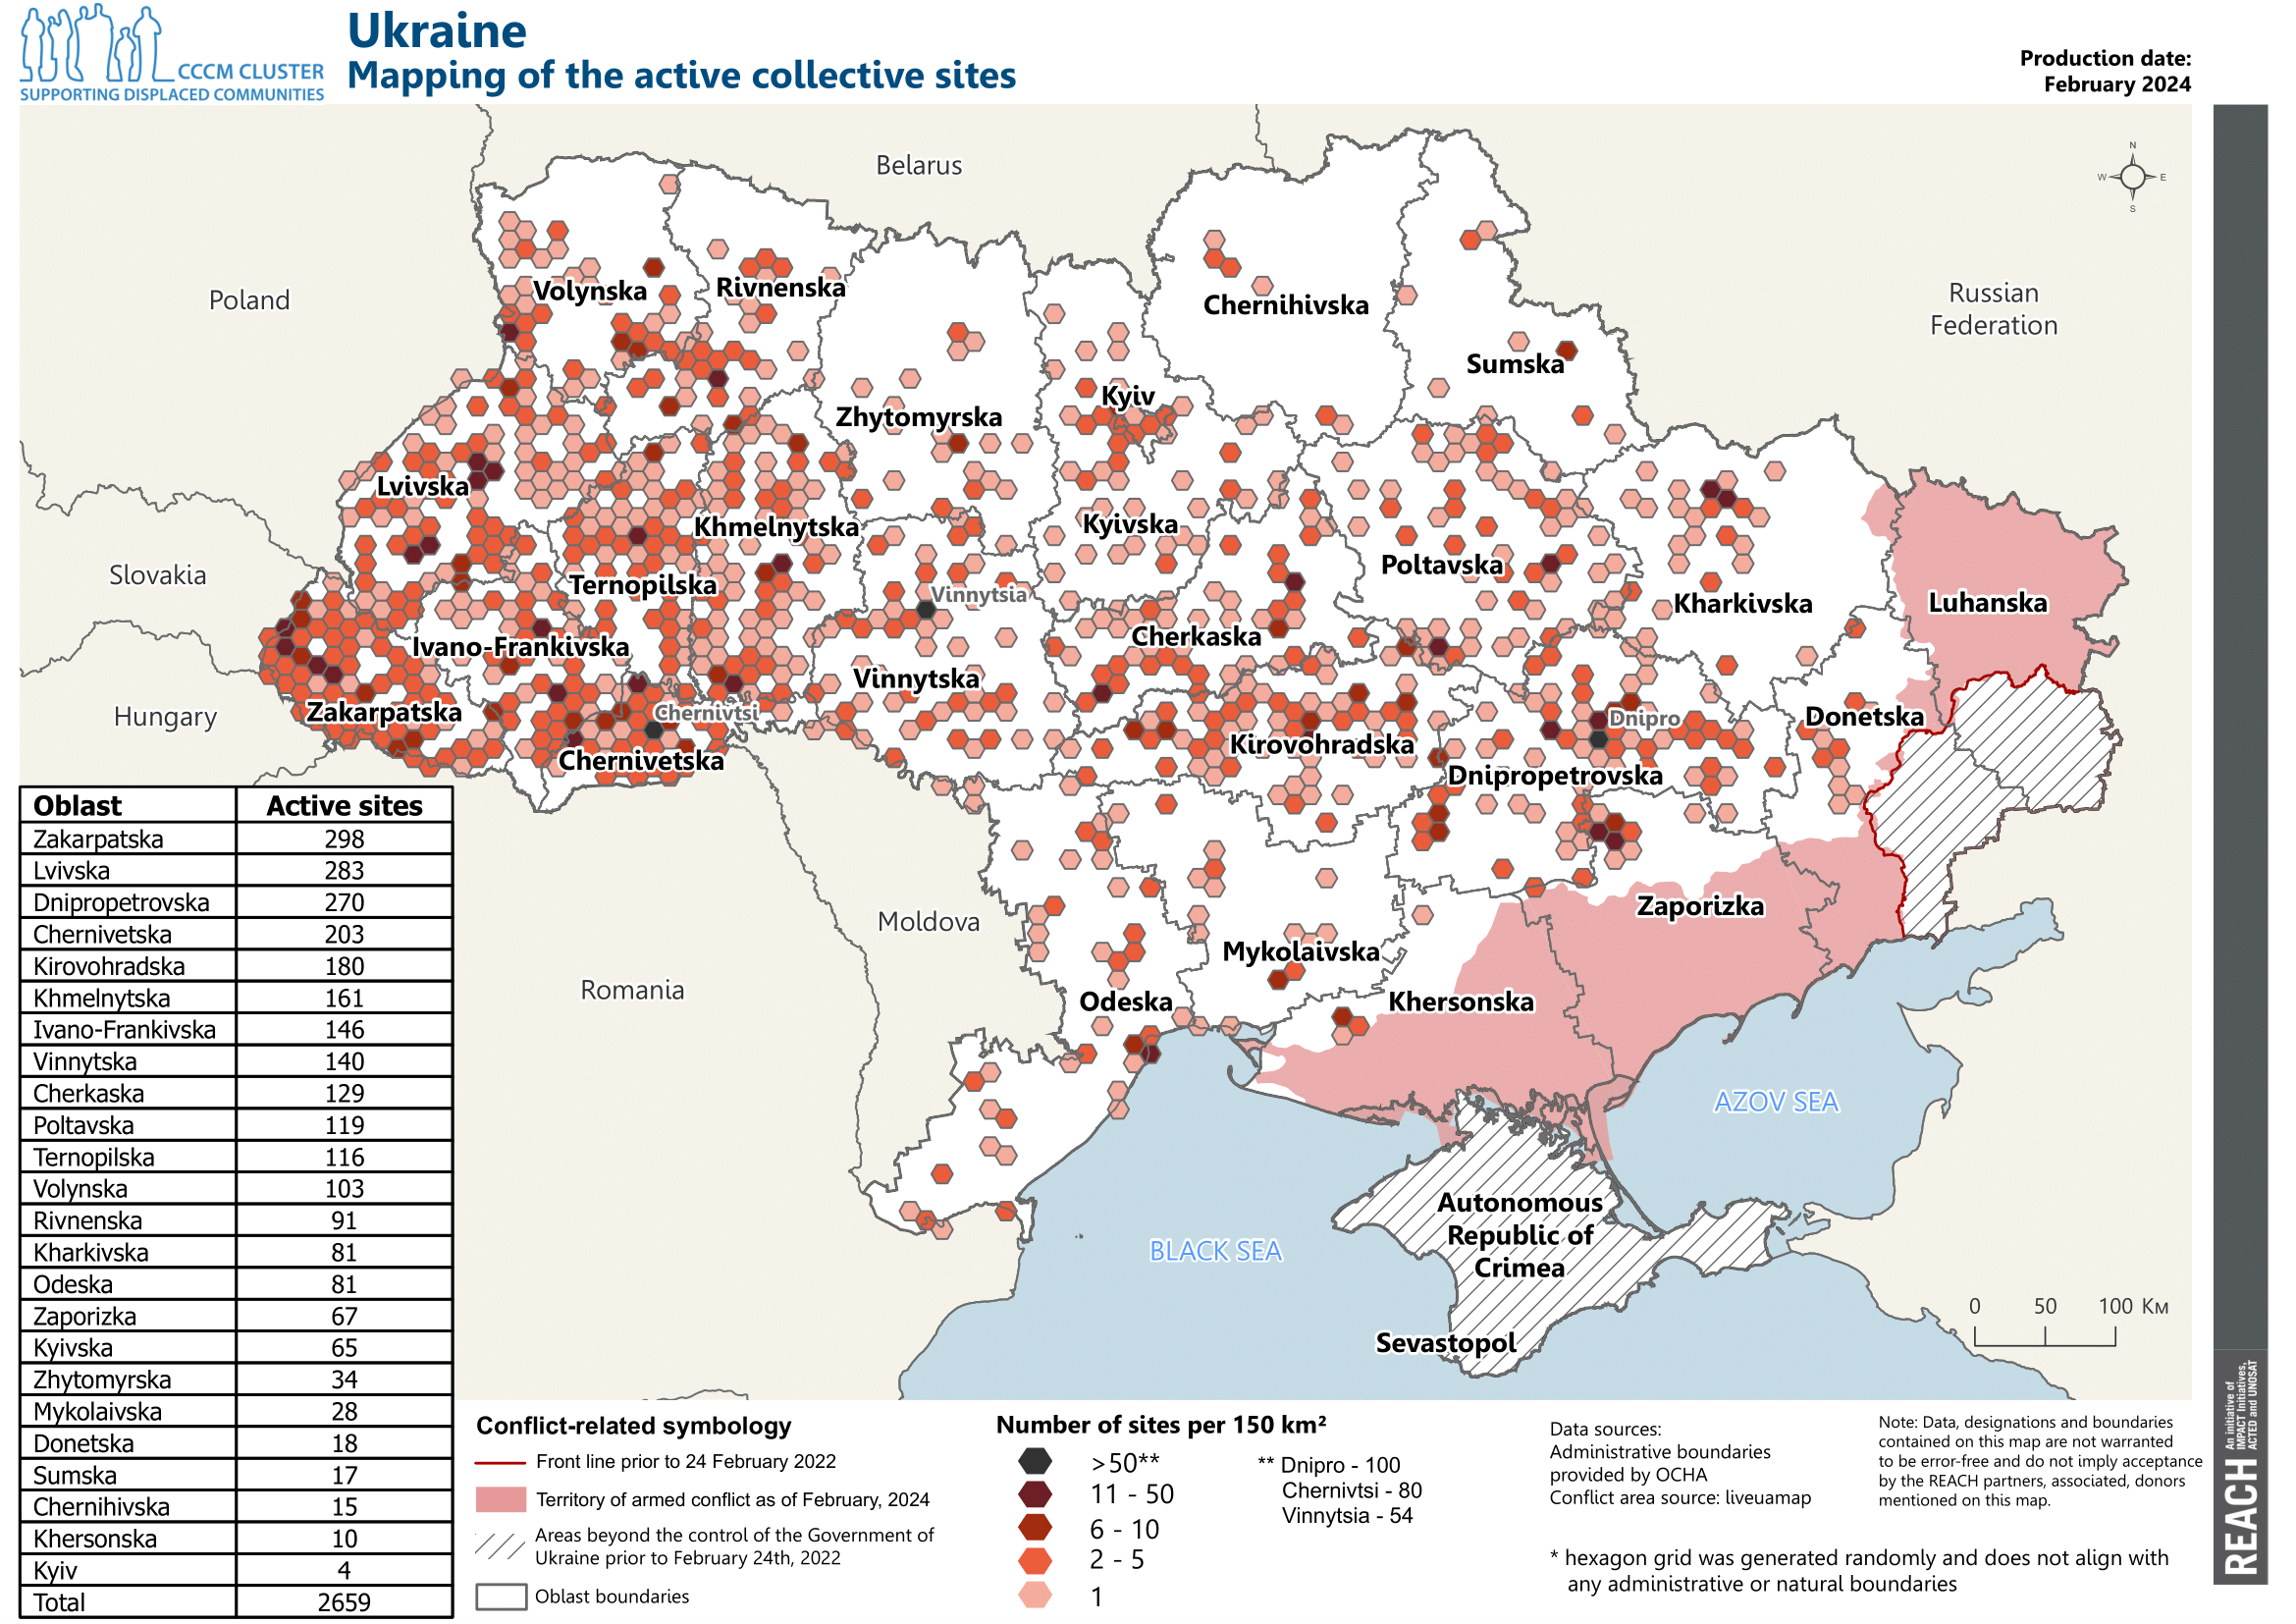 CCCM CLUSTER
SUPPORTING DISPLACED COMMUNITIES
Ukraine
Mapping of the active collective sites
Production date:
February 2024
N
W E
S
Belarus
Poland
Russian
Federation
Slovakia
Hungary
Romania
Moldova
Volynska
Rivnenska
Zhytomyrska
Kyiv
Chernihivska
Sumska
Lvivska
Khmelnytska
Kyivska
Poltavska
Kharkivska
Luhanska
Ternopilska
Vinnytsia
Ivano-Frankivska
Cherkaska
Vinnytska
Zakarpatska
Chernivtsi
Chernivetska
Kirovohradska
Dnipro
Dnipropetrovska
Donetska
Zaporizka
Mykolaivska
Odeska
Khersonska
AZOV SEA
BLACK SEA
Autonomous
Republic of
Crimea
Sevastopol
0 50 100 Км
Oblast Active sites
Zakarpatska 298
Lvivska 283
Dnipropetrovska 270
Chernivetska 203
Kirovohradska 180
Khmelnytska 161
Ivano-Frankivska 146
Vinnytska 140
Cherkaska 129
Poltavska 119
Ternopilska 116
Volynska 103
Rivnenska 91
Kharkivska 81
Odeska 81
Zaporizka 67
Kyivska 65
Zhytomyrska 34
Mykolaivska 28
Donetska 18
Sumska 17
Chernihivska 15
Khersonska 10
Kyiv 4
Total 2659
Conflict-related symbology
Front line prior to 24 February 2022
Territory of armed conflict as of February, 2024
Areas beyond the control of the Government of
Ukraine prior to February 24th, 2022
Oblast boundaries
Number of sites per 150 km²
>50**
11 - 50
6 - 10
2 - 5
1
** Dnipro - 100
Chernivtsi - 80
Vinnytsia - 54
Data sources:
Administrative boundaries
provided by OCHA
Conflict area source: liveuamap
Note: Data, designations and boundaries
contained on this map are not warranted
to be error-free and do not imply acceptance
by the REACH partners, associated, donors
mentioned on this map.
* hexagon grid was generated randomly and does not align with
any administrative or natural boundaries
REACH
An initiative of
IMPACT Initiatives,
ACTED and UNOSAT